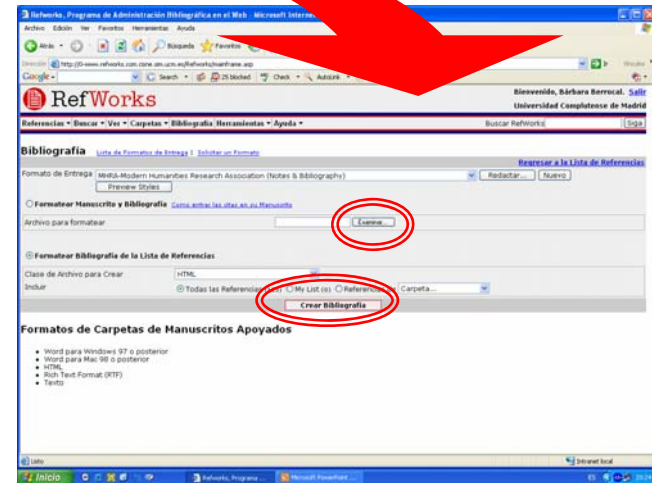 Refworks, Programa de Administración Bibliográfica en el Web - Microsoft Interne
Archivo Edición Ver Favoritos Herramientas Ayuda
Atrás Búsqueda Favoritos
Google Search 25 blocked Check AutoLink
RefWorks
Bienvenido, Bárbara Berrocal. Salir
Universidad Complutense de Madrid
Referencias Buscar Ver Carpetas Bibliografía Herramientas Ayuda Buscar RefWorks Siga
Bibliografía Lista de Formatos de Entrega | Solicitar un Formato
Regresar a la Lista de Referencias
Formato de Entrega MHRA-Modern Humanities Research Association (Notes & Bibliography) Redactar... Nuevo
Preview Styles
Formatear Manuscrito y Bibliografía Como entrar las citas en su Manuscrito
Archivo para formatear Examinar...
Formatear Bibliografía de la Lista de Referencias
Clase de Archivo para Crear HTML
Incluir Todas las Referencias My List (0) Referencias Carpeta...
Crear Bibliografía
Formatos de Carpetas de Manuscritos Apoyados
Word para Windows 97 o posterior
Word para Mac 98 o posterior
HTML
Rich Text Format (RTF)
Texto
Listo Intranet local
Inicio Refworks, Programa ... Microsoft PowerPoint ... ES